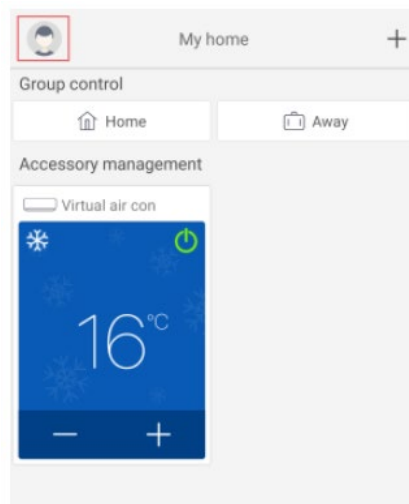 My home
+
Group control
Home
Away
Accessory management
Virtual air con
16°C
− +